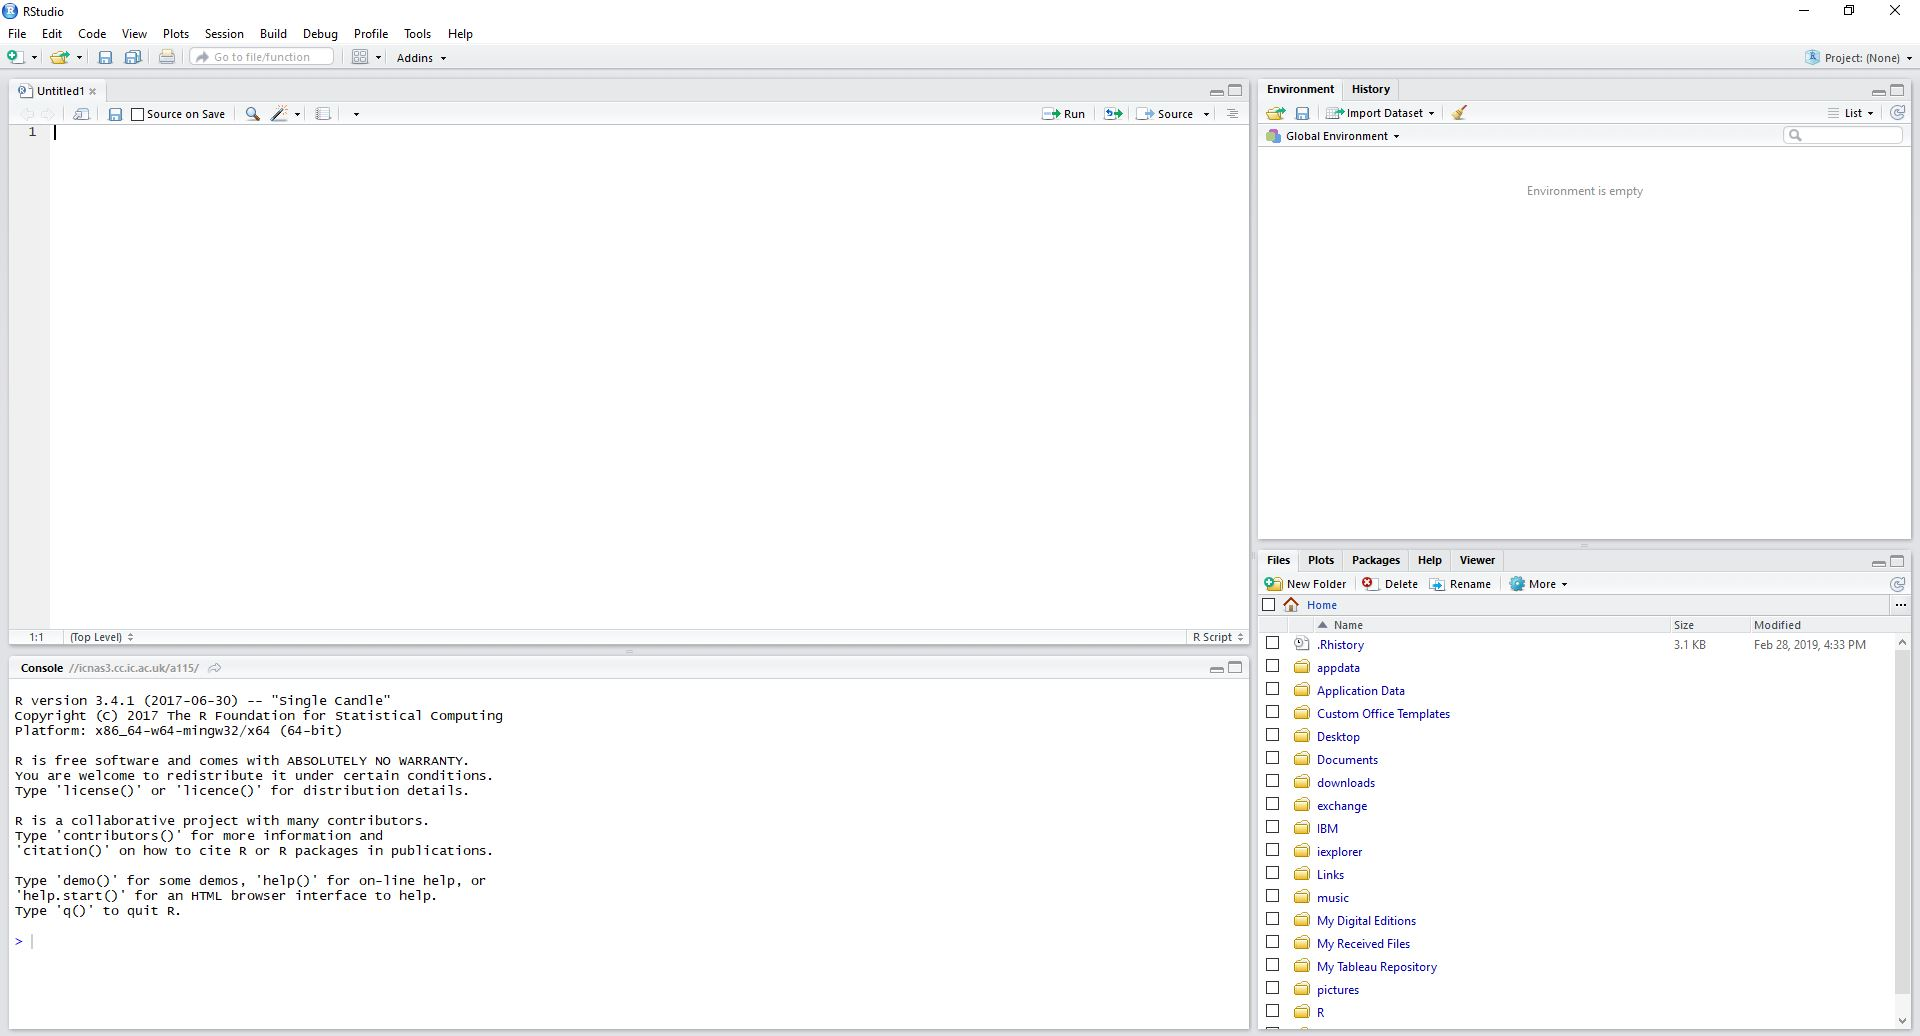 RStudio
File Edit Code View Plots Session Build Debug Profile Tools Help
Go to file/function Addins Project: (None)
Untitled1
Source on Save Run Source
1
1:1 (Top Level) R Script
Console //icnas3.cc.ic.ac.uk/a115/
R version 3.4.1 (2017-06-30) -- "Single Candle"
Copyright (C) 2017 The R Foundation for Statistical Computing
Platform: x86_64-w64-mingw32/x64 (64-bit)
R is free software and comes with ABSOLUTELY NO WARRANTY.
You are welcome to redistribute it under certain conditions.
Type 'license()' or 'licence()' for distribution details.
R is a collaborative project with many contributors.
Type 'contributors()' for more information and
'citation()' on how to cite R or R packages in publications.
Type 'demo()' for some demos, 'help()' for on-line help, or
'help.start()' for an HTML browser interface to help.
Type 'q()' to quit R.
>
Environment History
Import Dataset List
Global Environment
Environment is empty
Files Plots Packages Help Viewer
New Folder Delete Rename More
Home ...
Name Size Modified
.Rhistory 3.1 KB Feb 28, 2019, 4:33 PM
appdata
Application Data
Custom Office Templates
Desktop
Documents
downloads
exchange
IBM
iexplorer
Links
music
My Digital Editions
My Received Files
My Tableau Repository
pictures
R